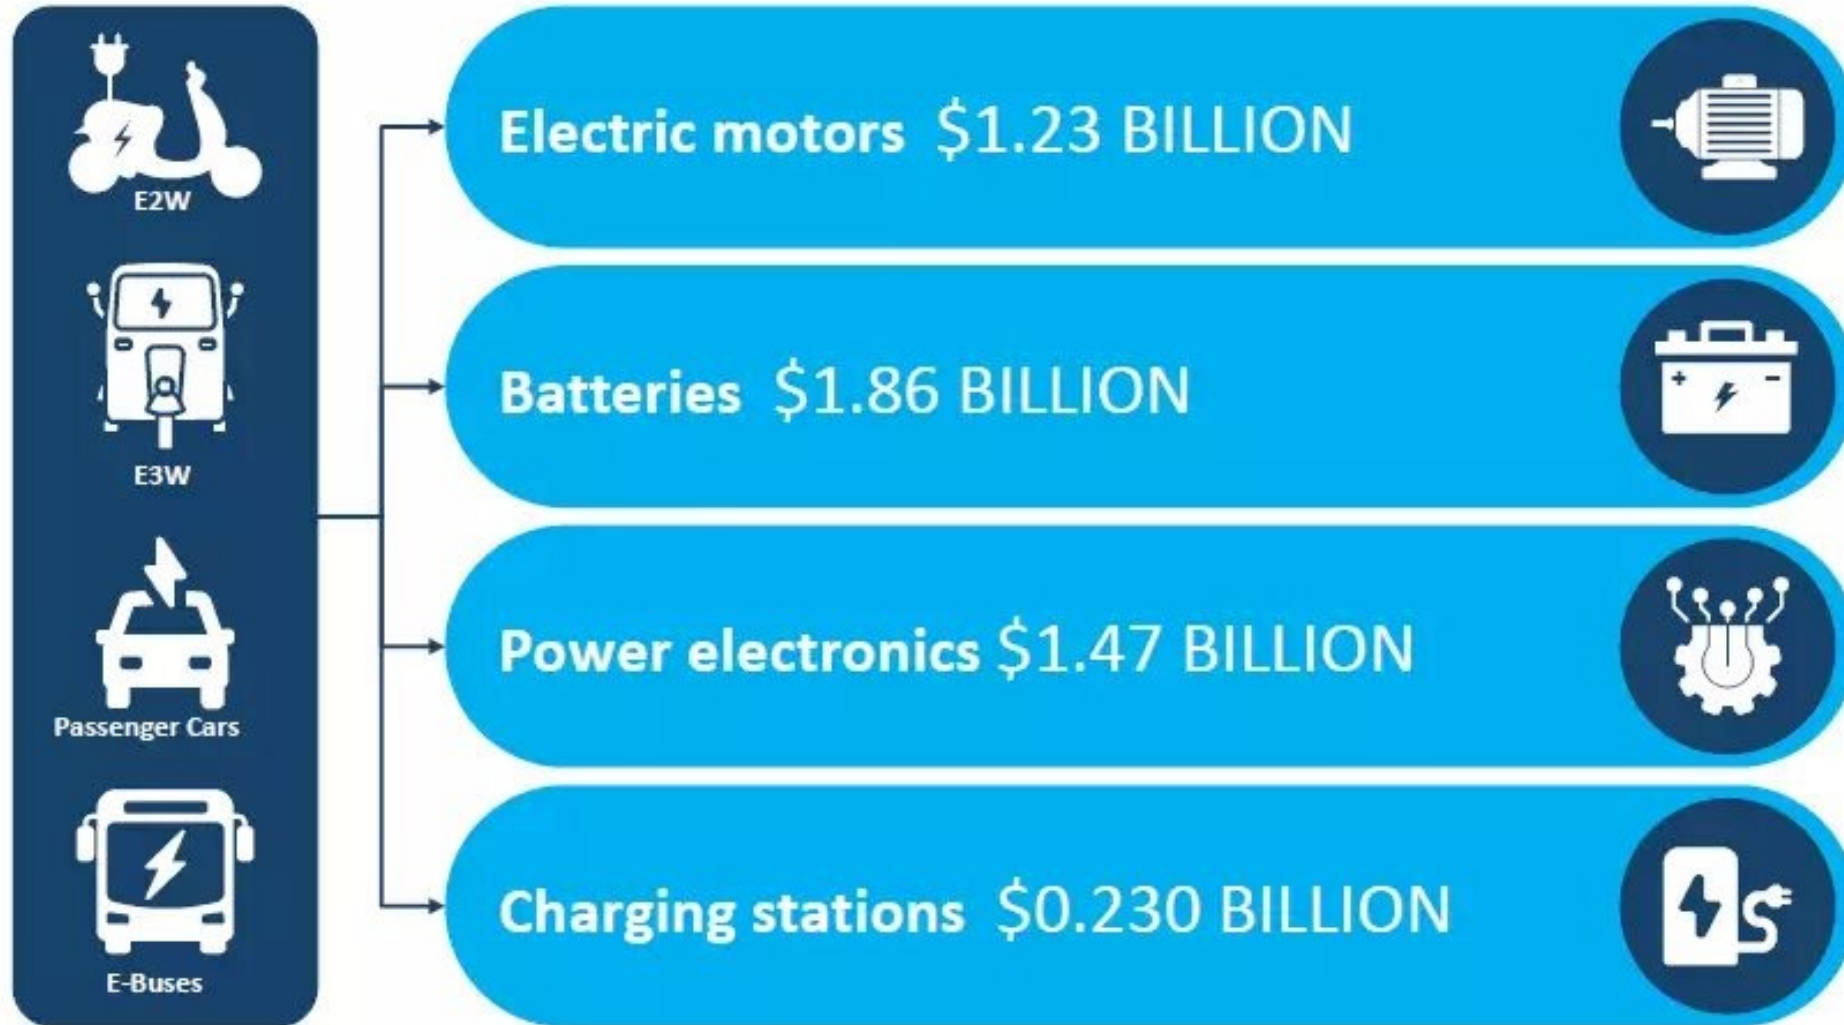 E2W
E3W
Passenger Cars
E-Buses
Electric motors $1.23 BILLION
Batteries $1.86 BILLION
Power electronics $1.47 BILLION
Charging stations $0.230 BILLION